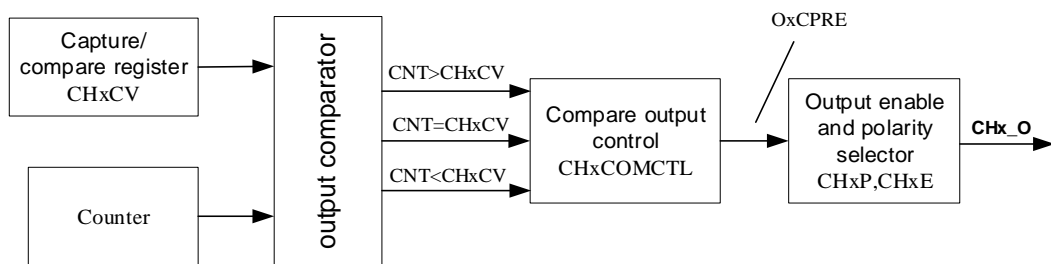 Capture/
compare register
CHxCV
Counter
output comparator
CNT>CHxCV
CNT=CHxCV
CNT<CHxCV
Compare output
control
CHxCOMCTL
OxCPRE
Output enable
and polarity
selector
CHxP,CHxE
CHx_O